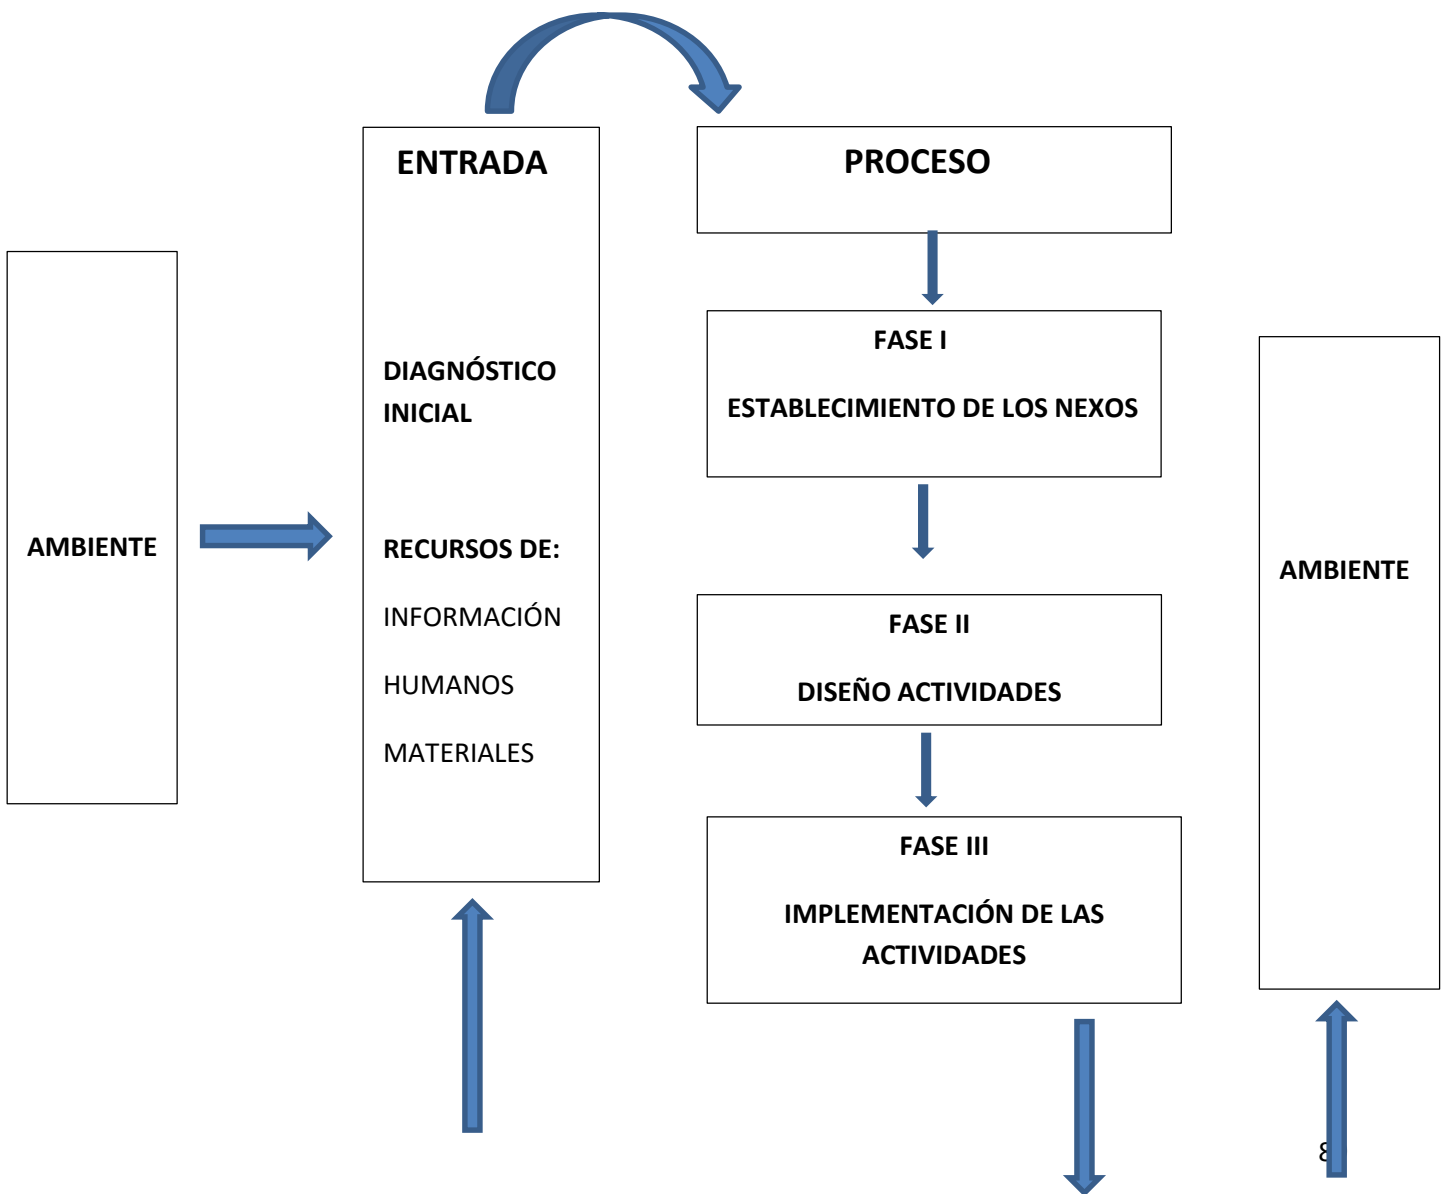 ENTRADA
DIAGNÓSTICO
INICIAL
RECURSOS DE:
INFORMACIÓN
HUMANOS
MATERIALES
AMBIENTE
PROCESO
FASE I
ESTABLECIMIENTO DE LOS NEXOS
FASE II
DISEÑO ACTIVIDADES
FASE III
IMPLEMENTACIÓN DE LAS
ACTIVIDADES
AMBIENTE